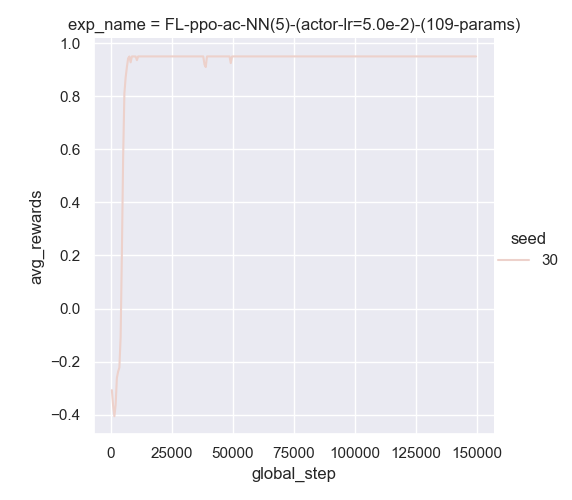 exp_name = FL-ppo-ac-NN(5)-(actor-lr=5.0e-2)-(109-params)
1.0
0.8
0.6
0.4
0.2
0.0
−0.2
−0.4
avg_rewards
seed
30
0 25000 50000 75000 100000 125000 150000
global_step